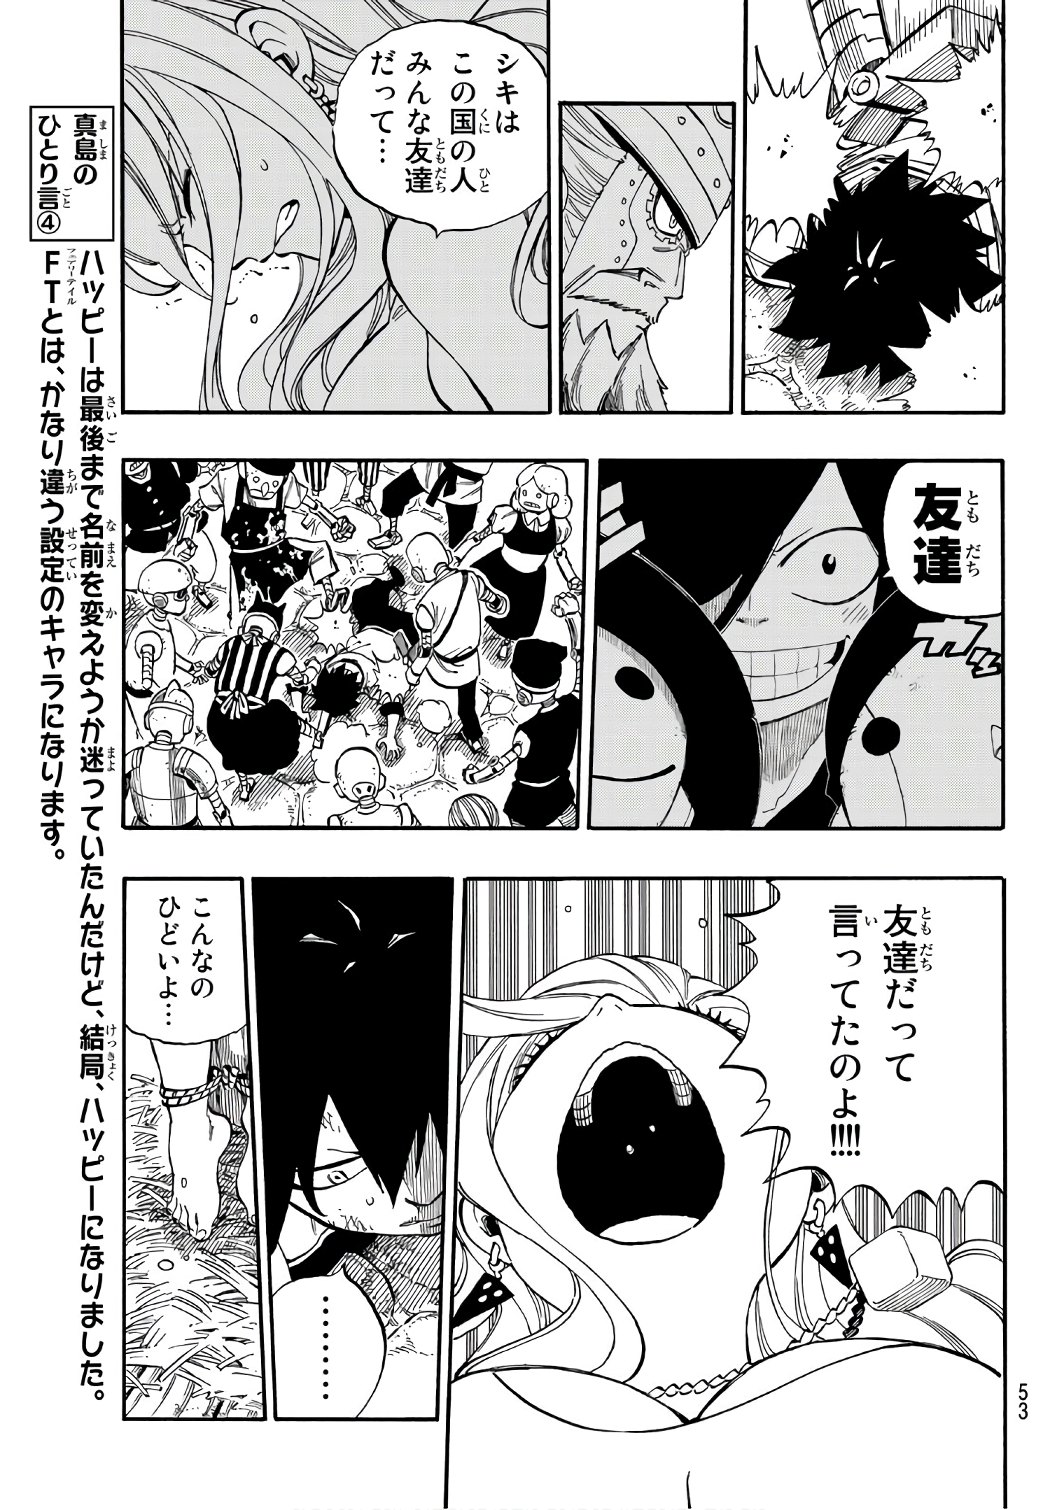 シキは
この国の人
みんな友達
だって…
友達
ガバッ
友達だって
言ってたのよ!!!!
………
こんなの
ひどいよ…
真島の
ひとり言④
ハッピーは最後まで名前を変えようか迷っていたんだけど、結局、ハッピーになりました。
FTとは、かなり違う設定のキャラになります。
53